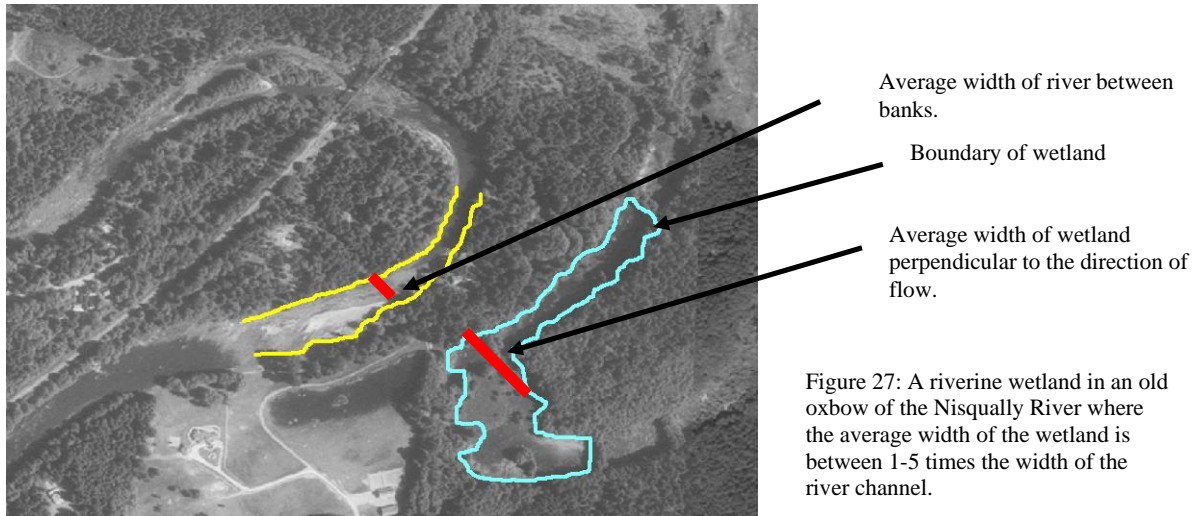 Average width of river between
banks.
Boundary of wetland
Average width of wetland
perpendicular to the direction of
flow.
Figure 27: A riverine wetland in an old
oxbow of the Nisqually River where
the average width of the wetland is
between 1-5 times the width of the
river channel.